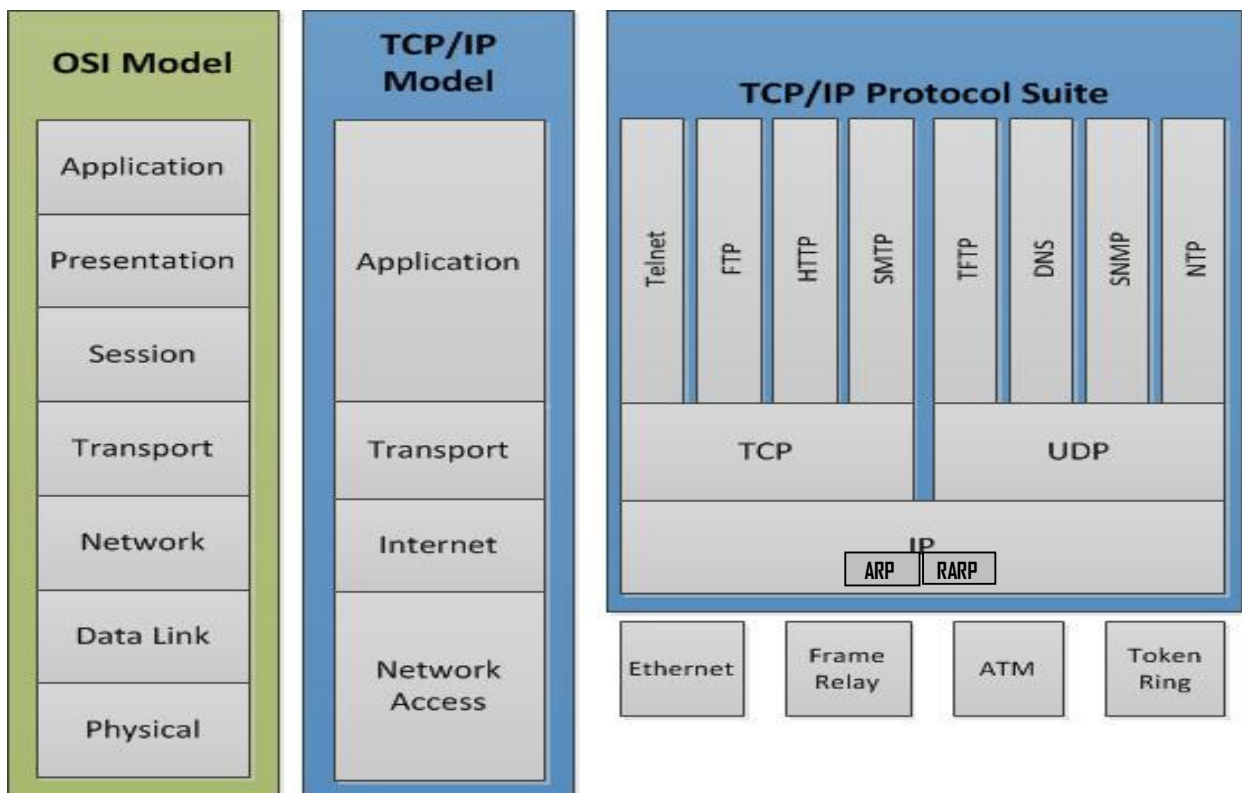 OSI Model
Application
Presentation
Session
Transport
Network
Data Link
Physical
TCP/IP
Model
Application
Transport
Internet
Network
Access
TCP/IP Protocol Suite
Telnet
FTP
HTTP
SMTP
TFTP
DNS
SNMP
NTP
TCP
UDP
IP
ARP
RARP
Ethernet
Frame
Relay
ATM
Token
Ring